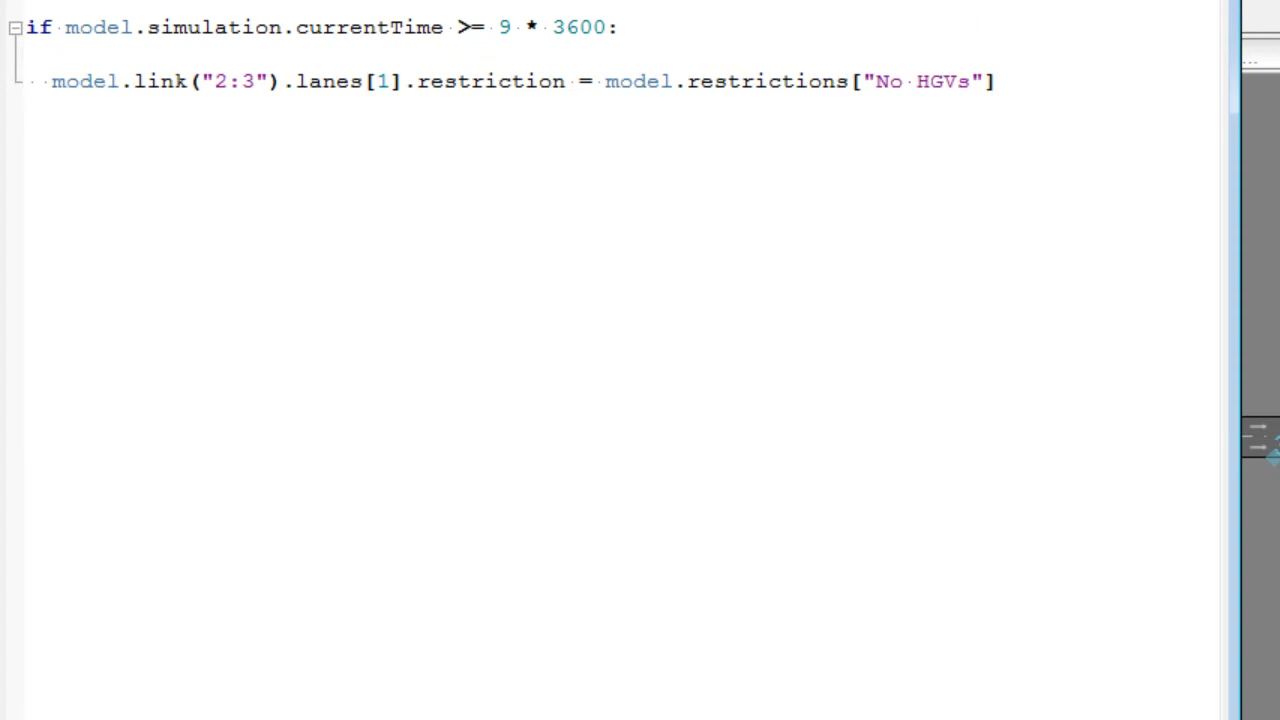 if model.simulation.currentTime >= 9 * 3600:
model.link("2:3").lanes[1].restriction = model.restrictions["No HGVs"]